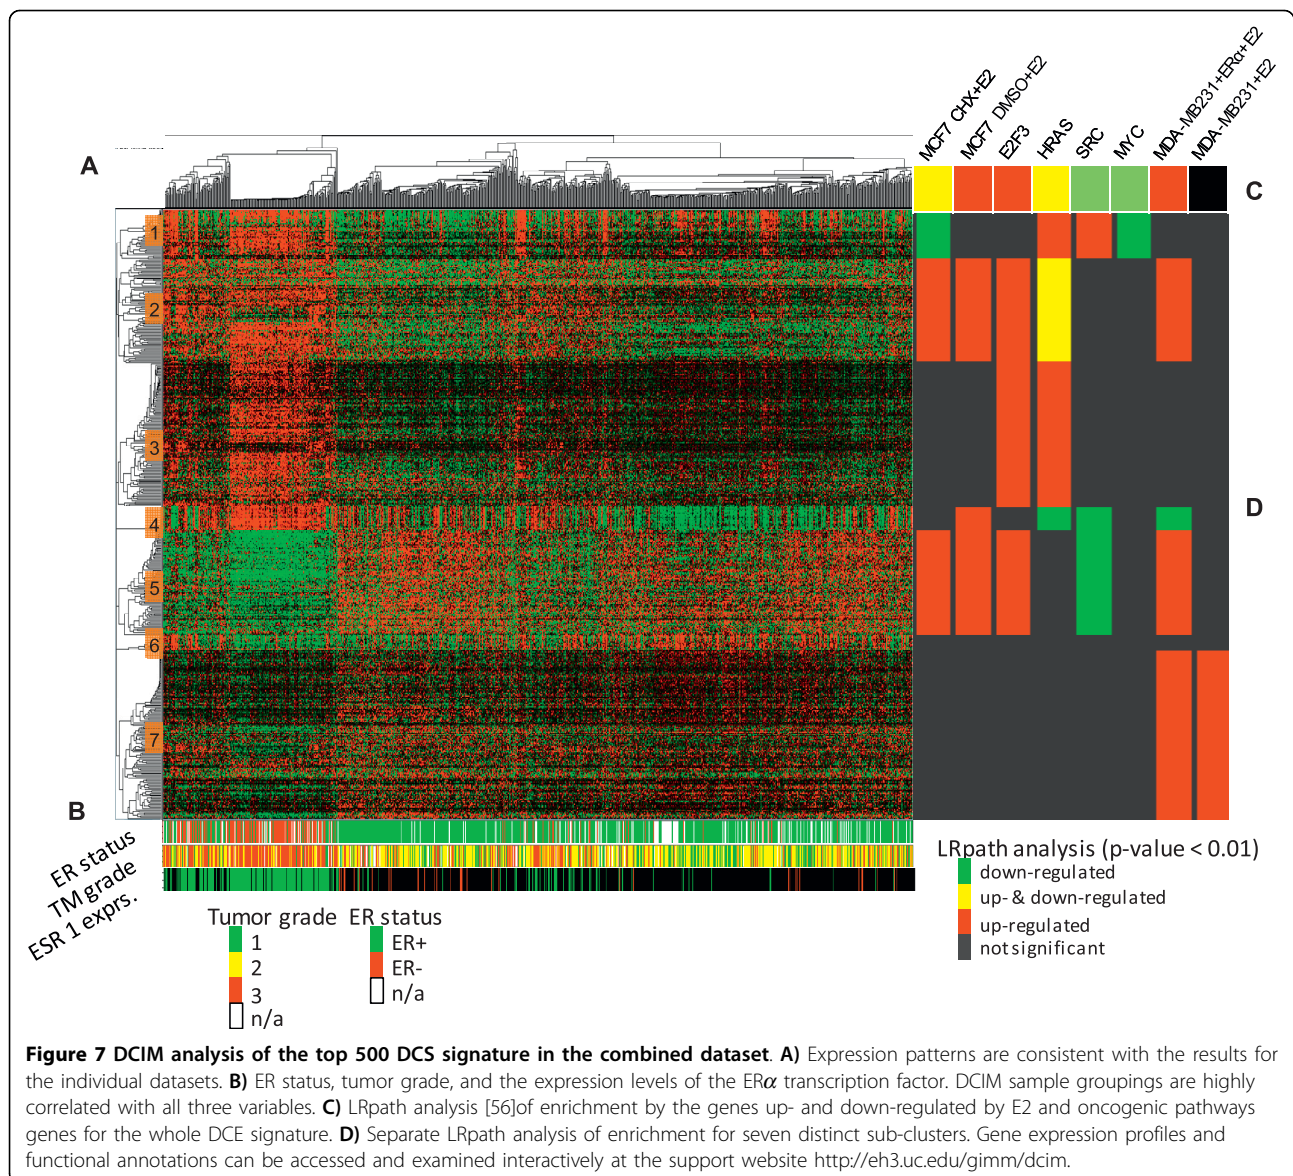 MCF7 CHX+E2
MCF7 DMSO+E2
E2F3
HRAS
SRC
MYC
MDA-MB231+ERα+E2
MDA-MB231+E2
A
C
1
2
3
4
5
6
7
D
B
ER status
TM grade
ESR 1 exprs.
Tumor grade
1
2
3
n/a
ER status
ER+
ER-
n/a
LRpath analysis (p-value < 0.01)
down-regulated
up- & down-regulated
up-regulated
not significant
Figure 7 DCIM analysis of the top 500 DCS signature in the combined dataset. A) Expression patterns are consistent with the results for
the individual datasets. B) ER status, tumor grade, and the expression levels of the ERα transcription factor. DCIM sample groupings are highly
correlated with all three variables. C) LRpath analysis [56]of enrichment by the genes up- and down-regulated by E2 and oncogenic pathways
genes for the whole DCE signature. D) Separate LRpath analysis of enrichment for seven distinct sub-clusters. Gene expression profiles and
functional annotations can be accessed and examined interactively at the support website http://eh3.uc.edu/gimm/dcim.